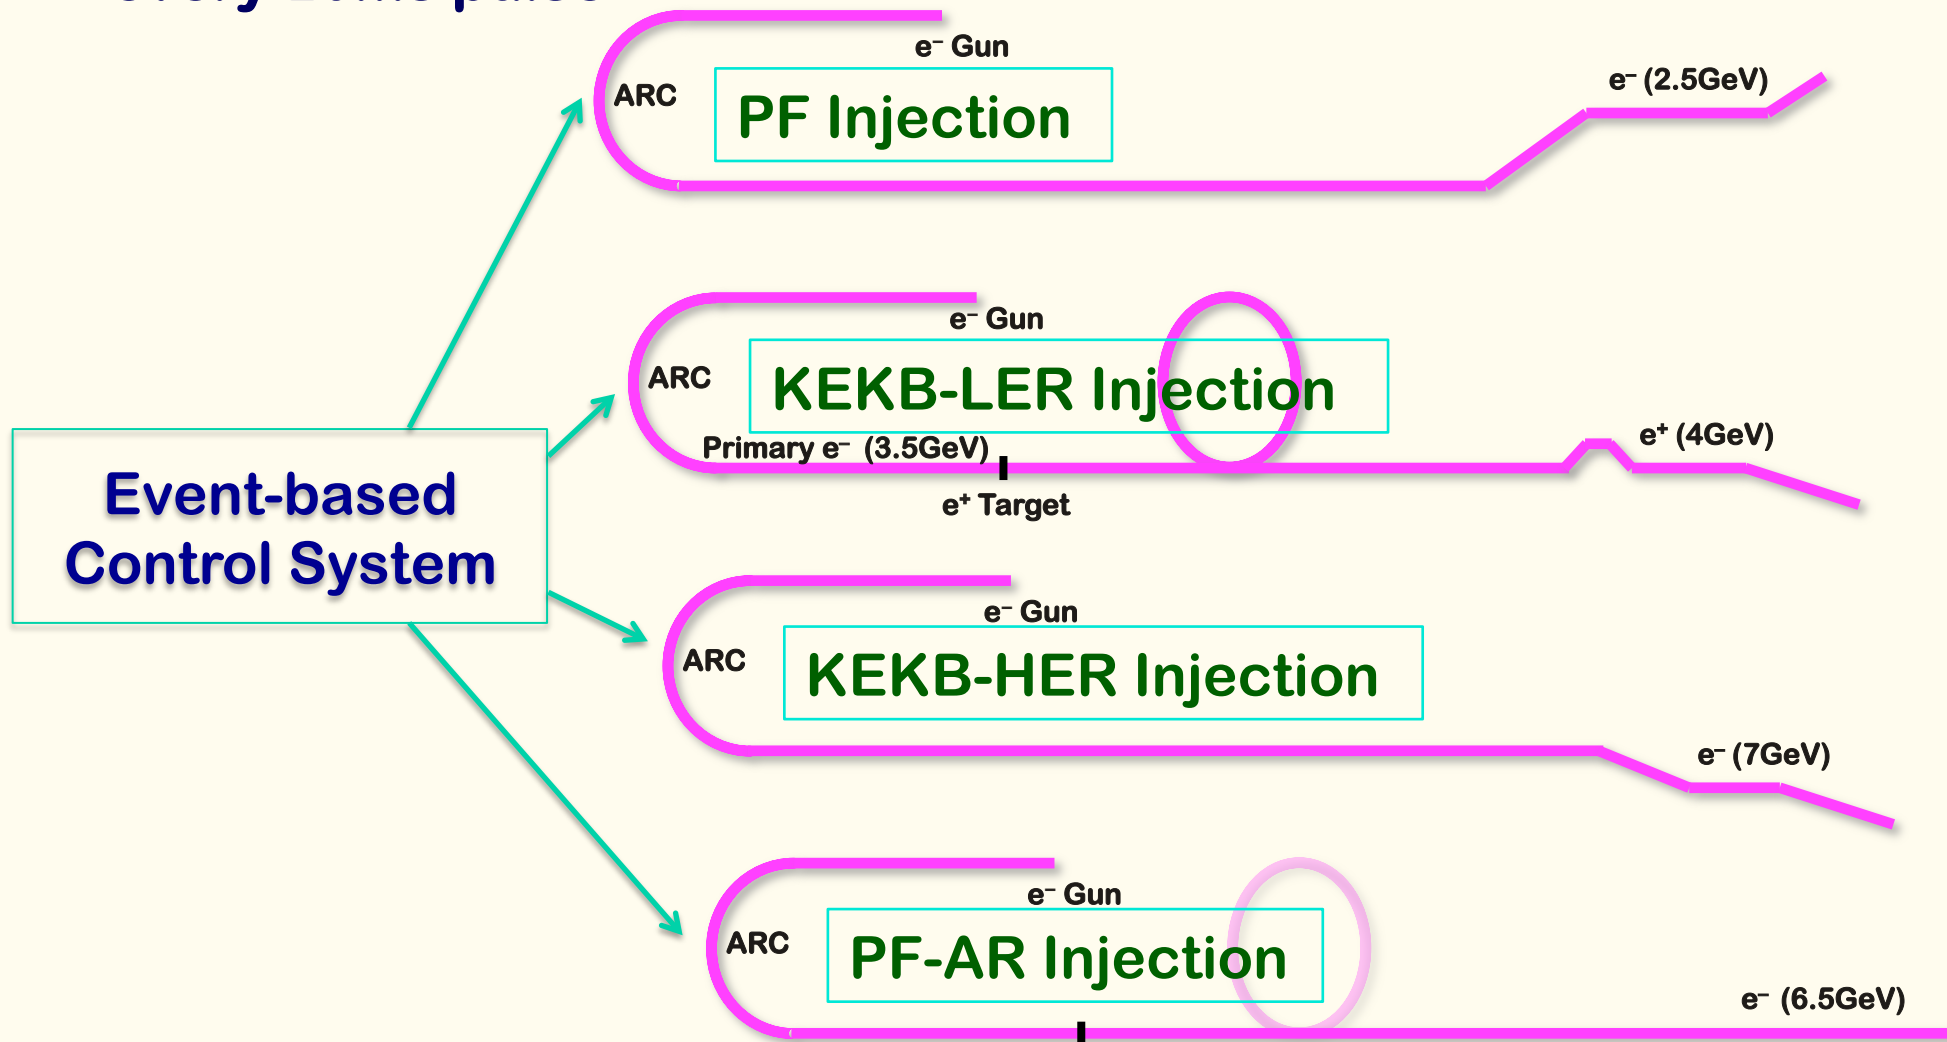 e− Gun
ARC
PF Injection
e− (2.5GeV)
e− Gun
ARC
KEKB-LER Injection
Primary e− (3.5GeV)
e+ (4GeV)
e+ Target
Event-based
Control System
e− Gun
ARC
KEKB-HER Injection
e− (7GeV)
e− Gun
ARC
PF-AR Injection
e− (6.5GeV)